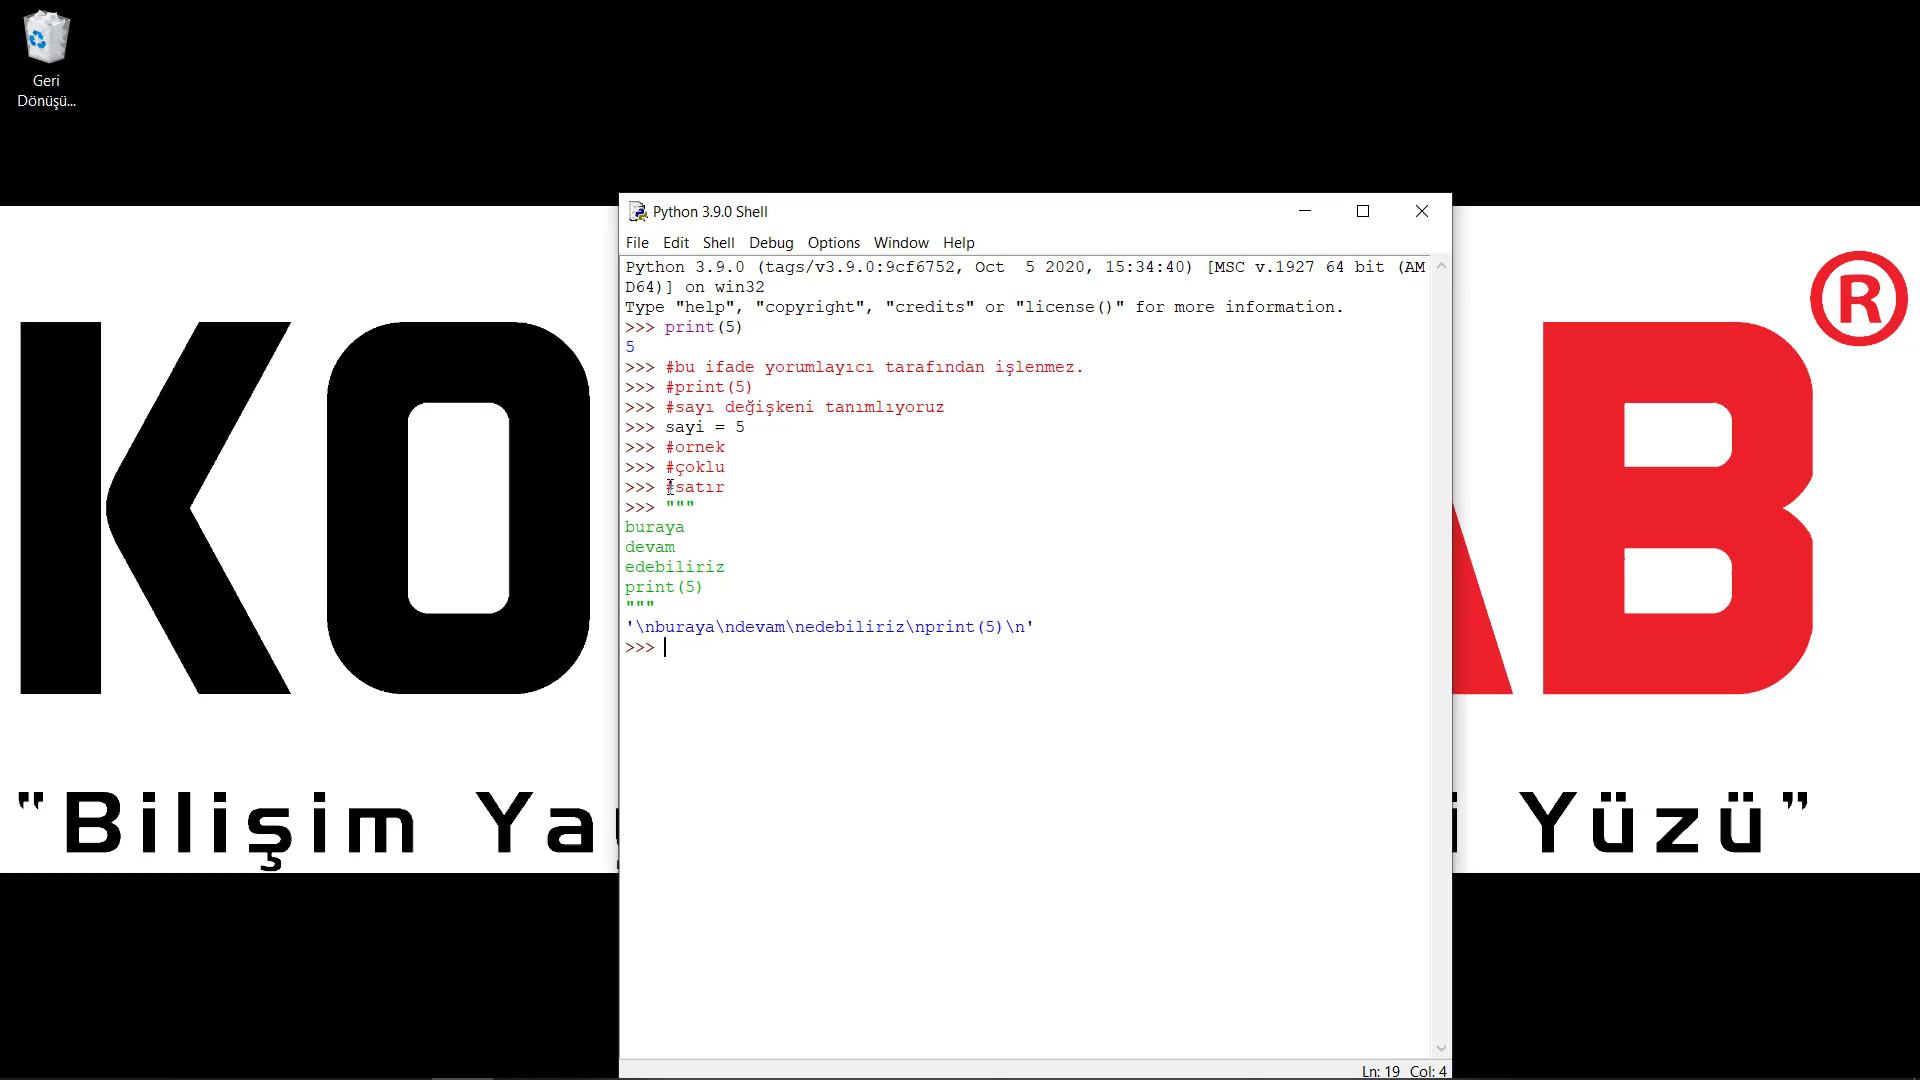 Geri
Dönüşü...
Python 3.9.0 Shell
File Edit Shell Debug Options Window Help
Python 3.9.0 (tags/v3.9.0:9cf6752, Oct  5 2020, 15:34:40) [MSC v.1927 64 bit (AM
D64)] on win32
Type "help", "copyright", "credits" or "license()" for more information.
>>> print(5)
5
>>> #bu ifade yorumlayıcı tarafından işlenmez.
>>> #print(5)
>>> #sayı değişkeni tanımlıyoruz
>>> sayi = 5
>>> #ornek
>>> #çoklu
>>> #satır
>>> """
buraya
devam
edebiliriz
print(5)
"""
'\nburaya\ndevam\nedebiliriz\nprint(5)\n'
>>>
Ln: 19 Col: 4
KO B ®
"Bilişim Yüzü"